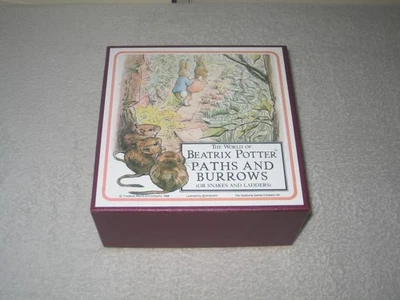 THE WORLD OF
BEATRIX POTTER
PATHS AND
BURROWS
(OR SNAKES AND LADDERS)